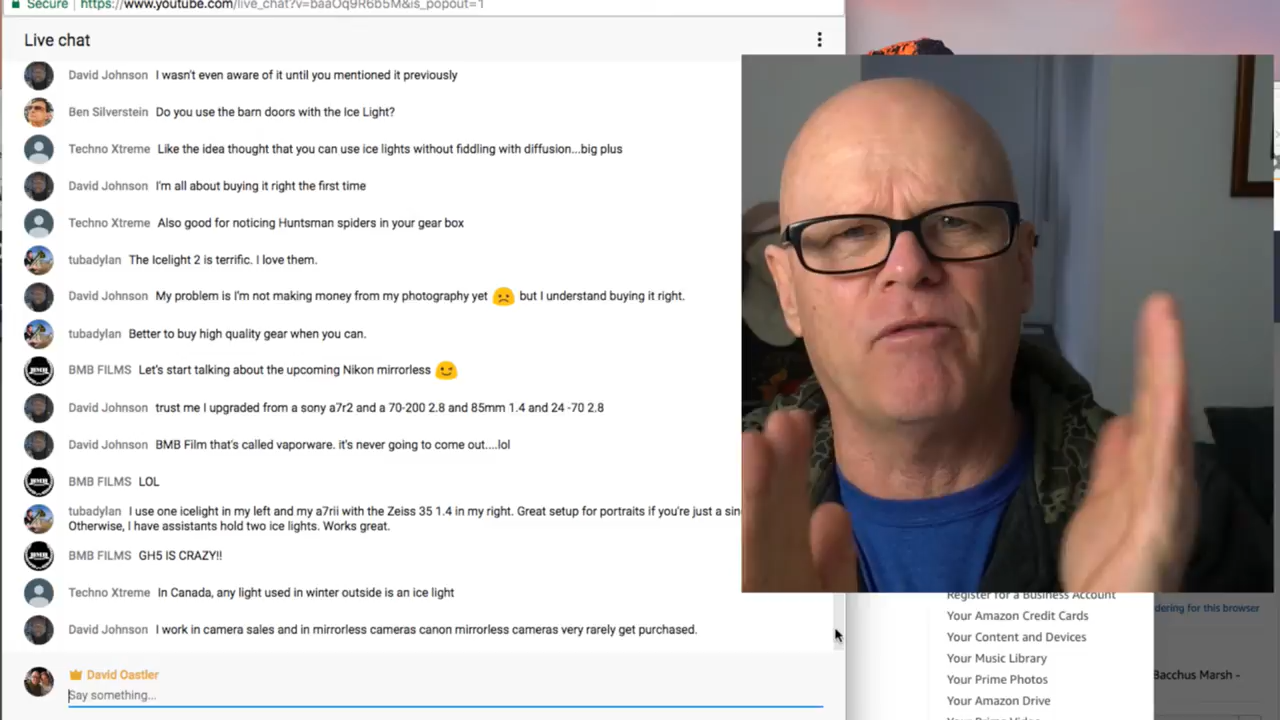 Secure https://www.youtube.com/live_chat?v=baaOq9R6b5M&is_popout=1
Live chat
David Johnson I wasn't even aware of it until you mentioned it previously
Ben Silverstein Do you use the barn doors with the Ice Light?
Techno Xtreme Like the idea thought that you can use ice lights without fiddling with diffusion...big plus
David Johnson I'm all about buying it right the first time
Techno Xtreme Also good for noticing Huntsman spiders in your gear box
tubadylan The Icelight 2 is terrific. I love them.
David Johnson My problem is I'm not making money from my photography yet ☹️ but I understand buying it right.
tubadylan Better to buy high quality gear when you can.
BMB FILMS Let's start talking about the upcoming Nikon mirrorless 😉
David Johnson trust me I upgraded from a sony a7r2 and a 70-200 2.8 and 85mm 1.4 and 24 -70 2.8
David Johnson BMB Film that's called vaporware. it's never going to come out....lol
BMB FILMS LOL
tubadylan I use one icelight in my left and my a7rii with the Zeiss 35 1.4 in my right. Great setup for portraits if you're just a
Otherwise, I have assistants hold two ice lights. Works great.
BMB FILMS GH5 IS CRAZY!!
Techno Xtreme In Canada, any light used in winter outside is an ice light
David Johnson I work in camera sales and in mirrorless cameras canon mirrorless cameras very rarely get purchased.
David Oastler
Say something...
Register for a Business Account
Your Amazon Credit Cards
Your Content and Devices
Your Music Library
Your Prime Photos
Your Amazon Drive
Your Prime Video
dering for this browser
Bacchus Marsh -